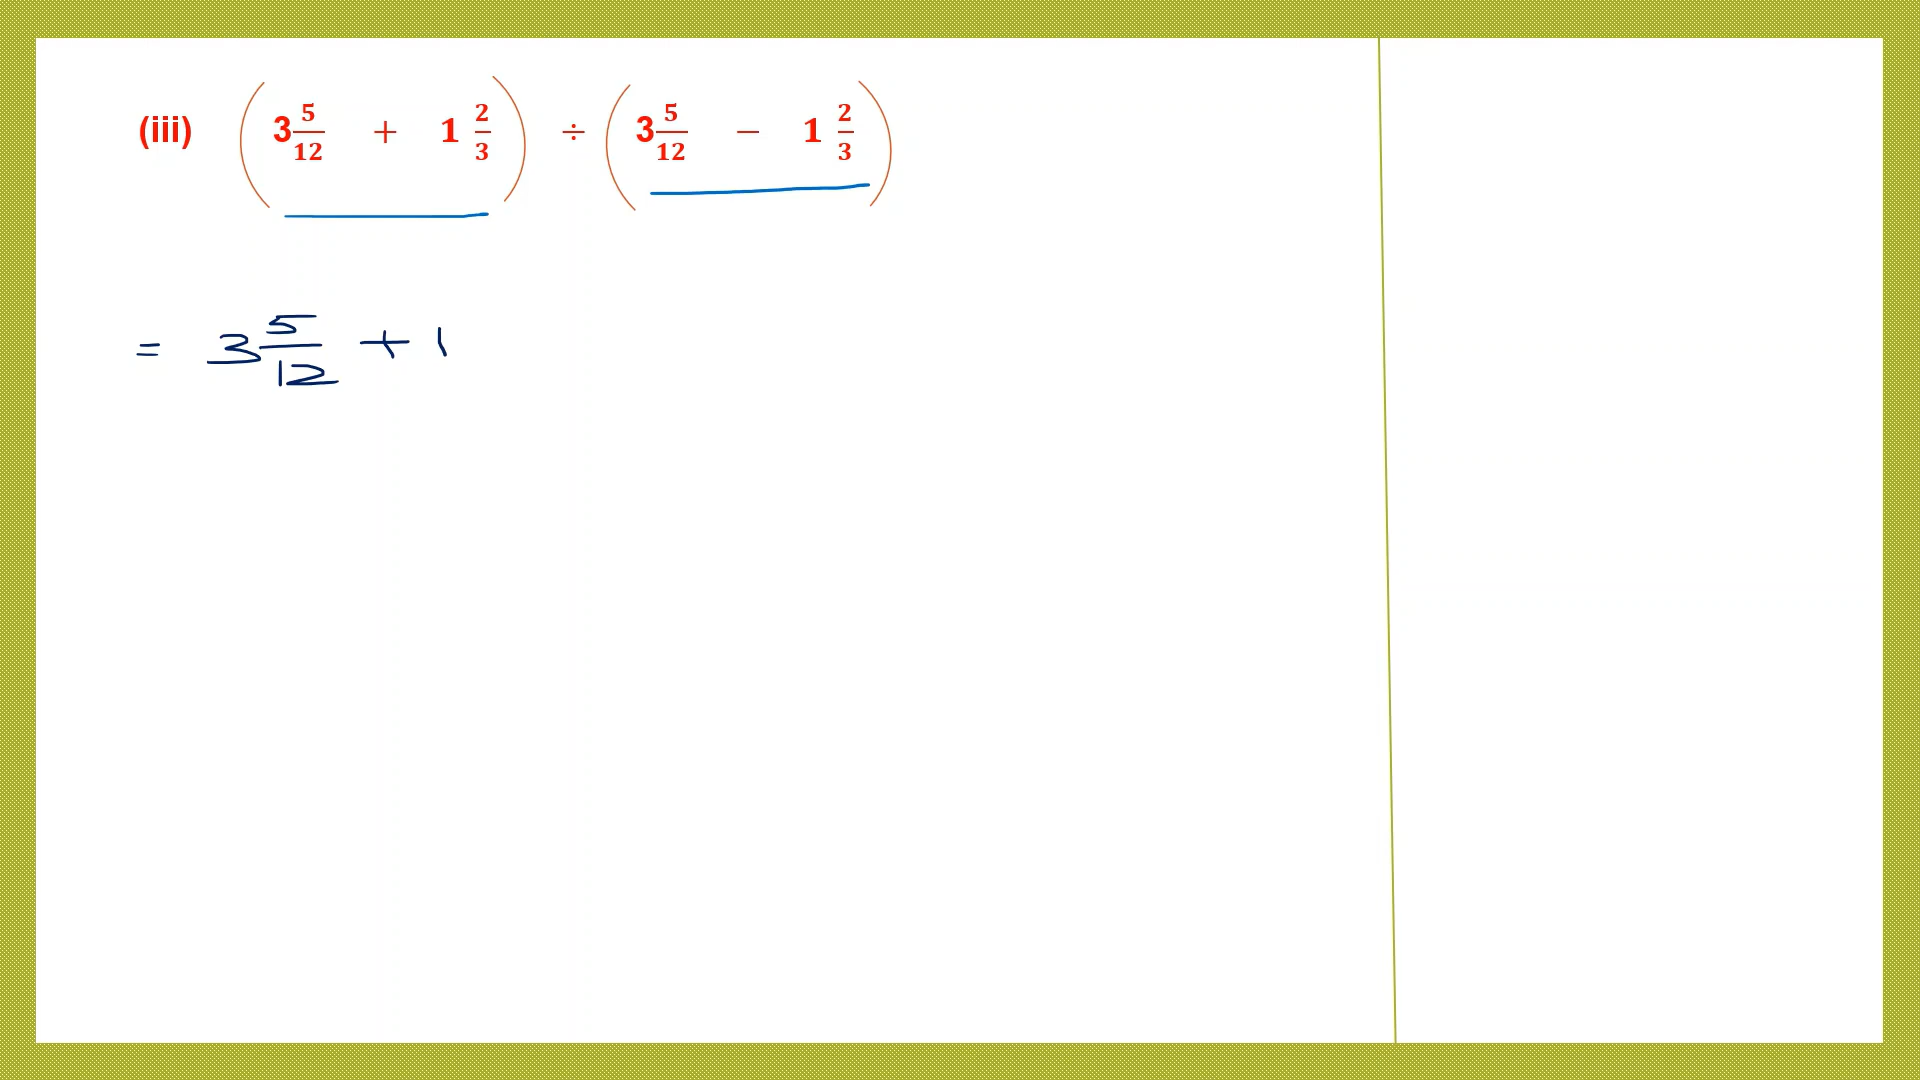 (iii) (3 5/12 + 1 2/3) ÷ (3 5/12 − 1 2/3)
= 3 5/12 + 1